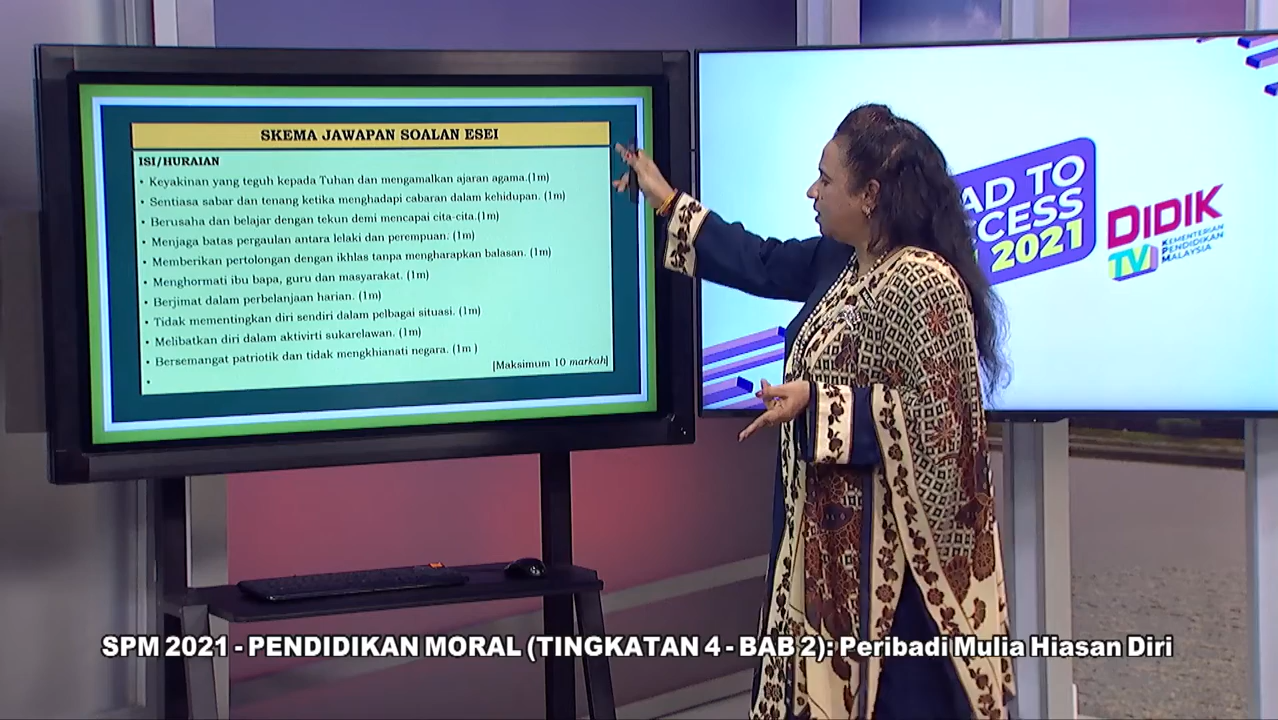 SKEMA JAWAPAN SOALAN ESEI
ISI/HURAIAN
• Keyakinan yang teguh kepada Tuhan dan mengamalkan ajaran agama.(1m)
• Sentiasa sabar dan tenang ketika menghadapi cabaran dalam kehidupan. (1m)
• Berusaha dan belajar dengan tekun demi mencapai cita-cita.(1m)
• Menjaga batas pergaulan antara lelaki dan perempuan. (1m)
• Memberikan pertolongan dengan ikhlas tanpa mengharapkan balasan. (1m)
• Menghormati ibu bapa, guru dan masyarakat. (1m)
• Berjimat dalam perbelanjaan harian. (1m)
• Tidak mementingkan diri sendiri dalam pelbagai situasi. (1m)
• Melibatkan diri dalam aktivirti sukarelawan. (1m)
• Bersemangat patriotik dan tidak mengkhianati negara. (1m )
[Maksimum 10 markah]
•
AD TO
CESS
2021
DIDIK
TV
KEMENTERIAN
PENDIDIKAN
MALAYSIA
SPM 2021 - PENDIDIKAN MORAL (TINGKATAN 4 - BAB 2): Peribadi Mulia Hiasan Diri